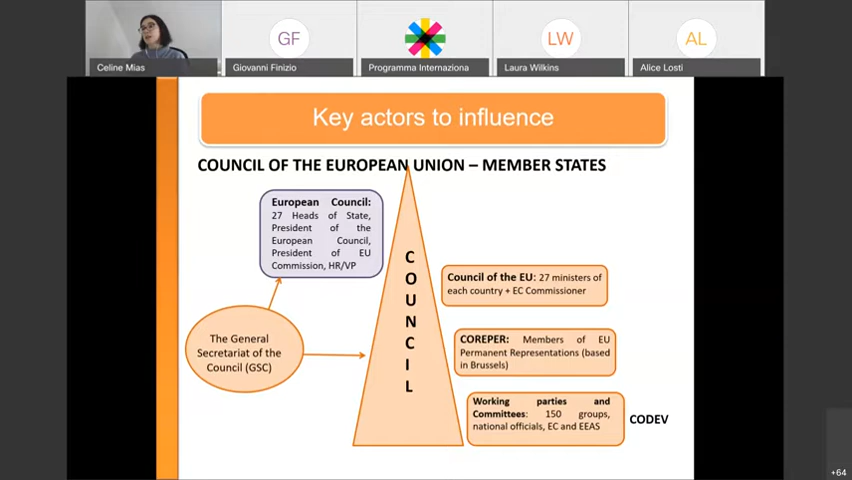 GF
LW
AL
Celine Mias
Giovanni Finizio
Programma Internaziona
Laura Wilkins
Alice Losti
Key actors to influence
COUNCIL OF THE EUROPEAN UNION – MEMBER STATES
European Council:
27 Heads of State,
President of the
European Council,
President of EU
Commission, HR/VP
COUNCIL
Council of the EU: 27 ministers of
each country + EC Commissioner
The General
Secretariat of the
Council (GSC)
COREPER: Members of EU
Permanent Representations (based
in Brussels)
Working parties and
Committees: 150 groups,
national officials, EC and EEAS
CODEV
+64